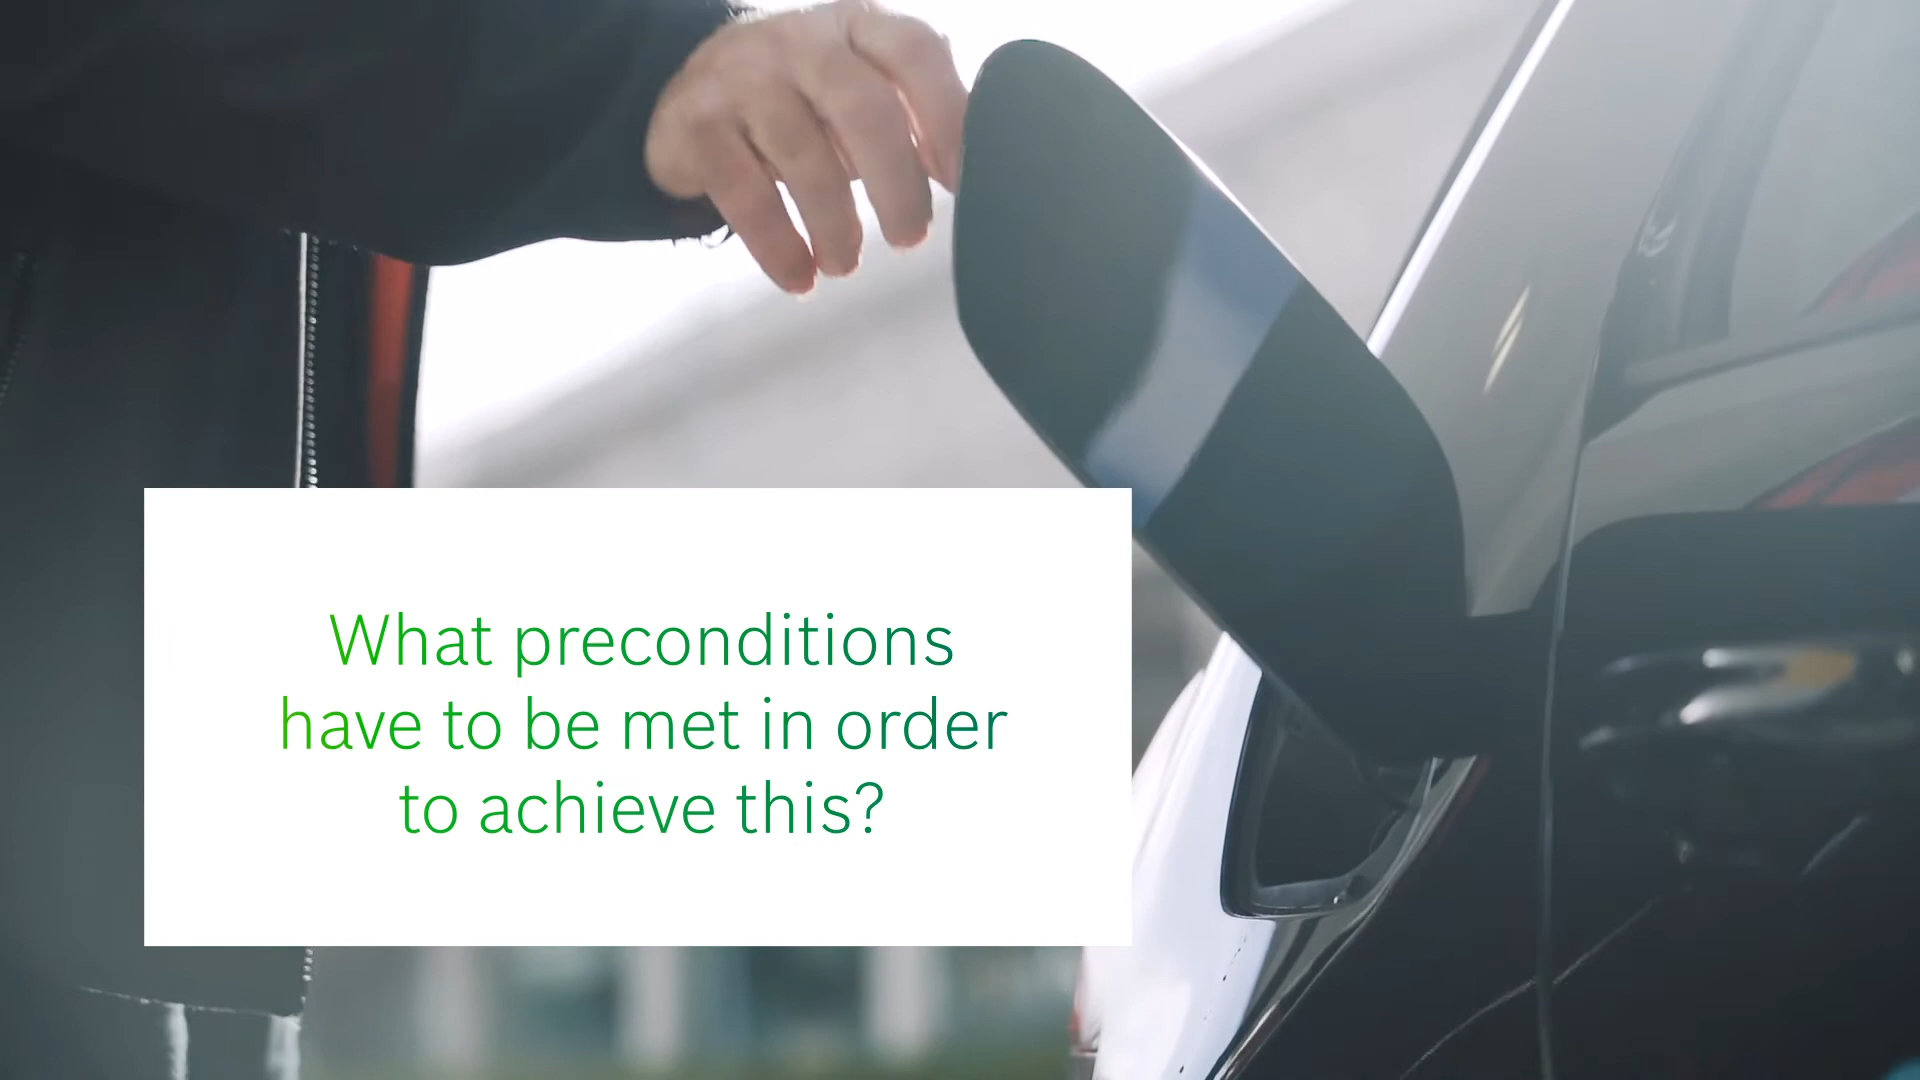 What preconditions
have to be met in order
to achieve this?